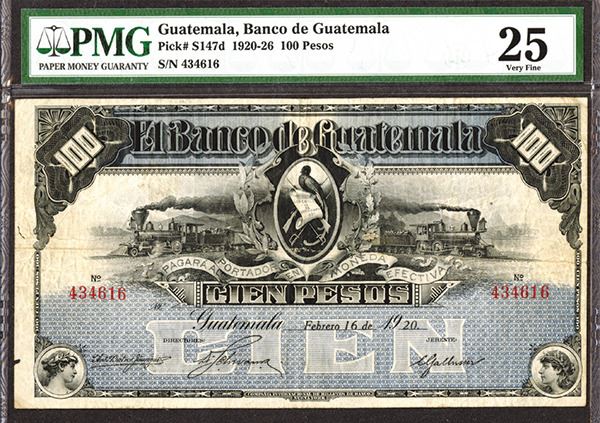 PMG
PAPER MONEY GUARANTY
Guatemala, Banco de Guatemala
Pick# S147d 1920-26 100 Pesos
S/N 434616
25
Very Fine
El Banco de Guatemala
100
100
PAGARA AL PORTADOR EN MONEDA EFECTIVA
Nº
434616
Nº
434616
CIEN PESOS
Guatemala Febrero 16 de 1920
CIEN
DIRECTORES:
JERENTE: